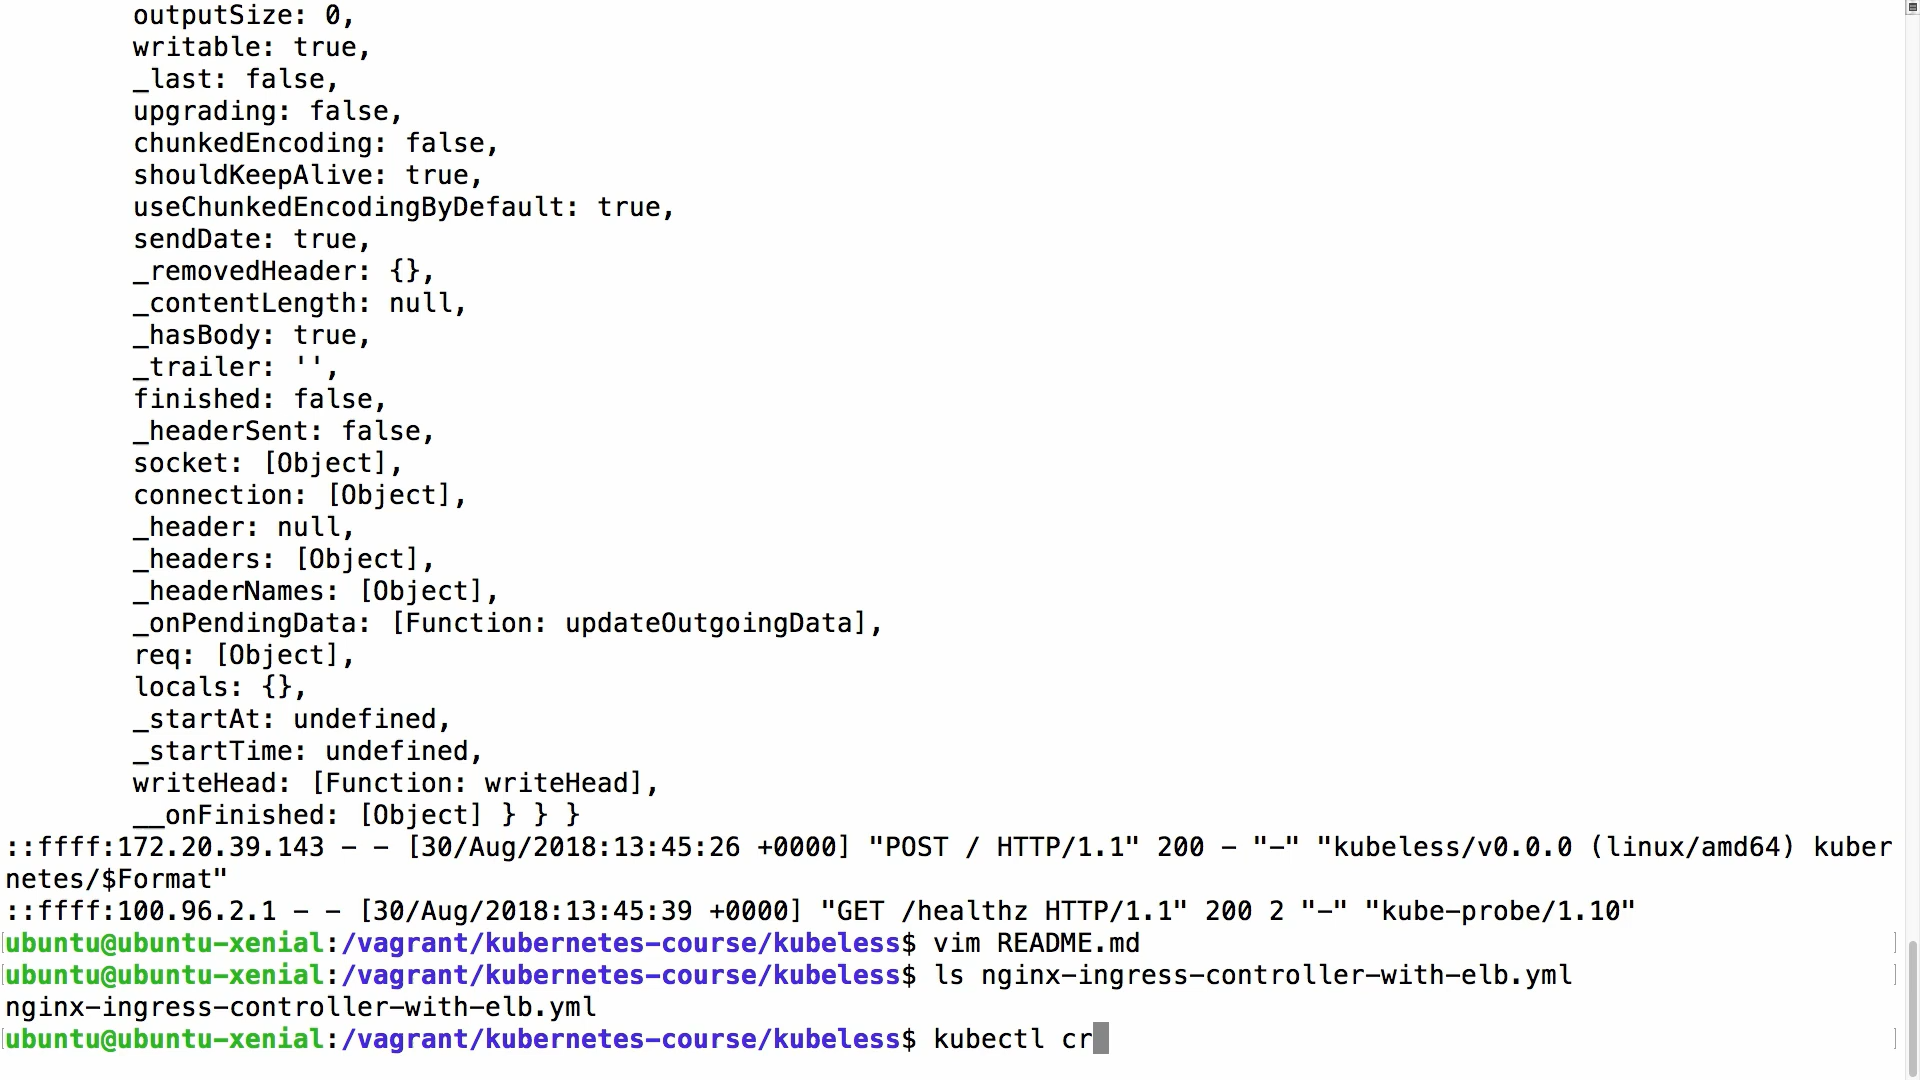 outputSize: 0,
writable: true,
_last: false,
upgrading: false,
chunkedEncoding: false,
shouldKeepAlive: true,
useChunkedEncodingByDefault: true,
sendDate: true,
_removedHeader: {},
_contentLength: null,
_hasBody: true,
_trailer: '',
finished: false,
_headerSent: false,
socket: [Object],
connection: [Object],
_header: null,
_headers: [Object],
_headerNames: [Object],
_onPendingData: [Function: updateOutgoingData],
req: [Object],
locals: {},
_startAt: undefined,
_startTime: undefined,
writeHead: [Function: writeHead],
__onFinished: [Object] } } }
::ffff:172.20.39.143 - - [30/Aug/2018:13:45:26 +0000] "POST / HTTP/1.1" 200 - "-" "kubeless/v0.0.0 (linux/amd64) kuber
netes/$Format"
::ffff:100.96.2.1 - - [30/Aug/2018:13:45:39 +0000] "GET /healthz HTTP/1.1" 200 2 "-" "kube-probe/1.10"
[ubuntu@ubuntu-xenial:/vagrant/kubernetes-course/kubeless$ vim README.md ]
[ubuntu@ubuntu-xenial:/vagrant/kubernetes-course/kubeless$ ls nginx-ingress-controller-with-elb.yml ]
nginx-ingress-controller-with-elb.yml
[ubuntu@ubuntu-xenial:/vagrant/kubernetes-course/kubeless$ kubectl cr ]